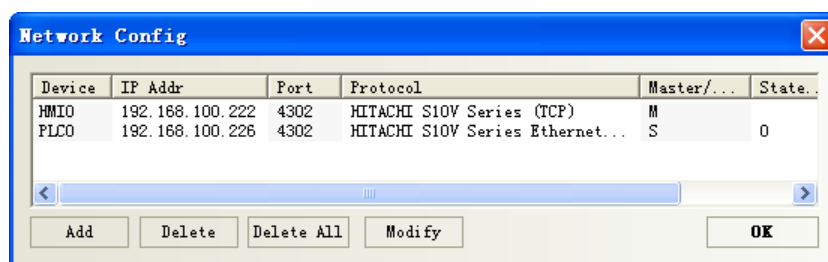 Network Config
Device IP Addr Port Protocol Master/... State..
HMI0 192.168.100.222 4302 HITACHI S10V Series (TCP) M
PLC0 192.168.100.226 4302 HITACHI S10V Series Ethernet... S 0
Add Delete Delete All Modify OK